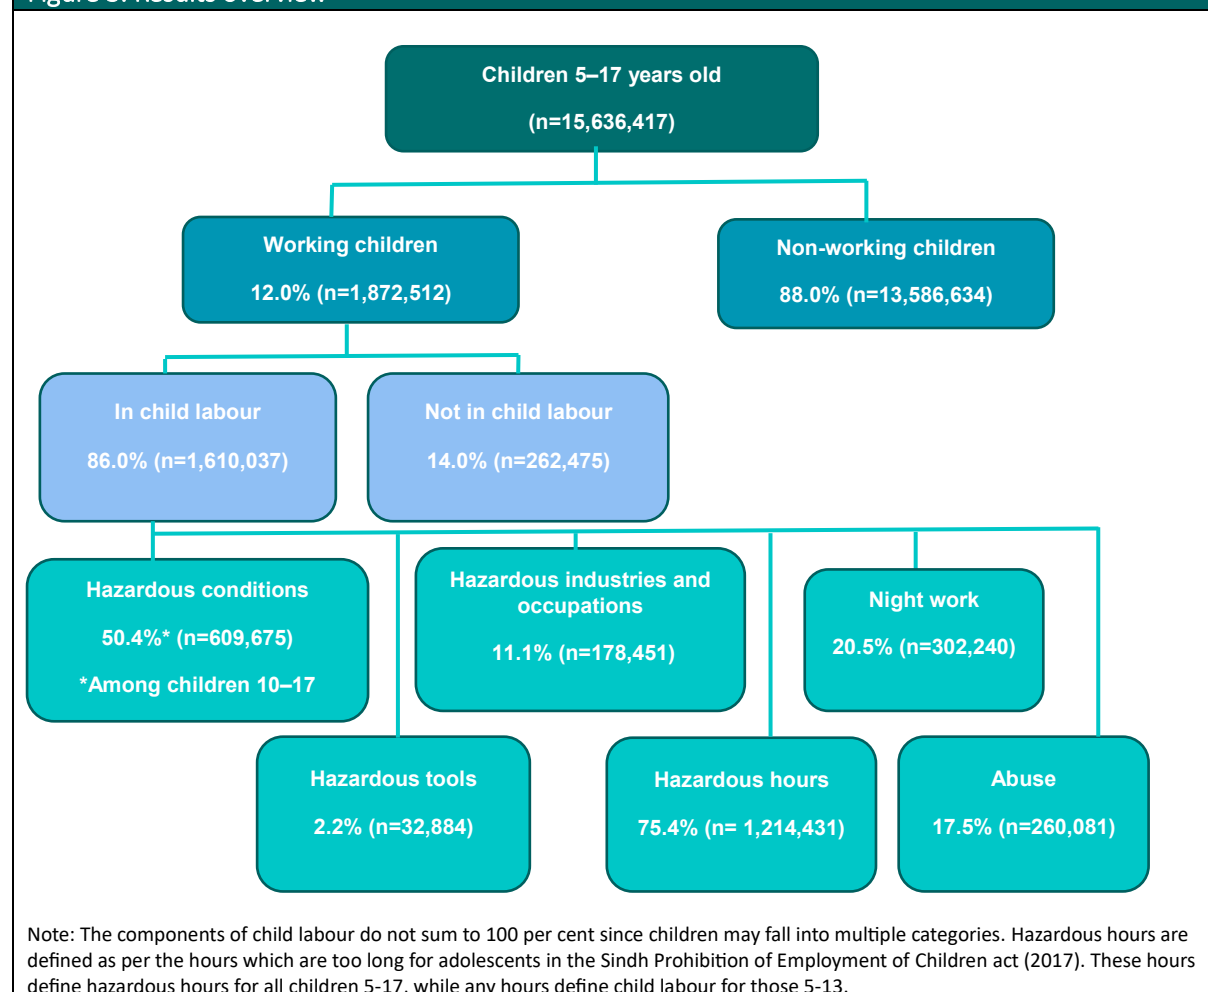 Figure 3: Results overview
Children 5–17 years old
(n=15,636,417)
Working children
12.0% (n=1,872,512)
Non-working children
88.0% (n=13,586,634)
In child labour
86.0% (n=1,610,037)
Not in child labour
14.0% (n=262,475)
Hazardous conditions
50.4%* (n=609,675)
*Among children 10–17
Hazardous industries and
occupations
11.1% (n=178,451)
Night work
20.5% (n=302,240)
Hazardous tools
2.2% (n=32,884)
Hazardous hours
75.4% (n= 1,214,431)
Abuse
17.5% (n=260,081)
Note: The components of child labour do not sum to 100 per cent since children may fall into multiple categories. Hazardous hours are
defined as per the hours which are too long for adolescents in the Sindh Prohibition of Employment of Children act (2017). These hours
define hazardous hours for all children 5-17, while any hours define child labour for those 5-13.